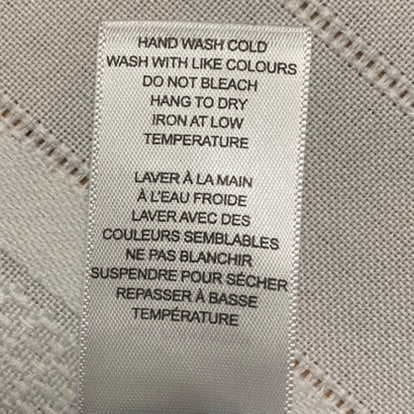 HAND WASH COLD
WASH WITH LIKE COLOURS
DO NOT BLEACH
HANG TO DRY
IRON AT LOW
TEMPERATURE
LAVER À LA MAIN
À L'EAU FROIDE
LAVER AVEC DES
COULEURS SEMBLABLES
NE PAS BLANCHIR
SUSPENDRE POUR SÉCHER
REPASSER À BASSE
TEMPÉRATURE